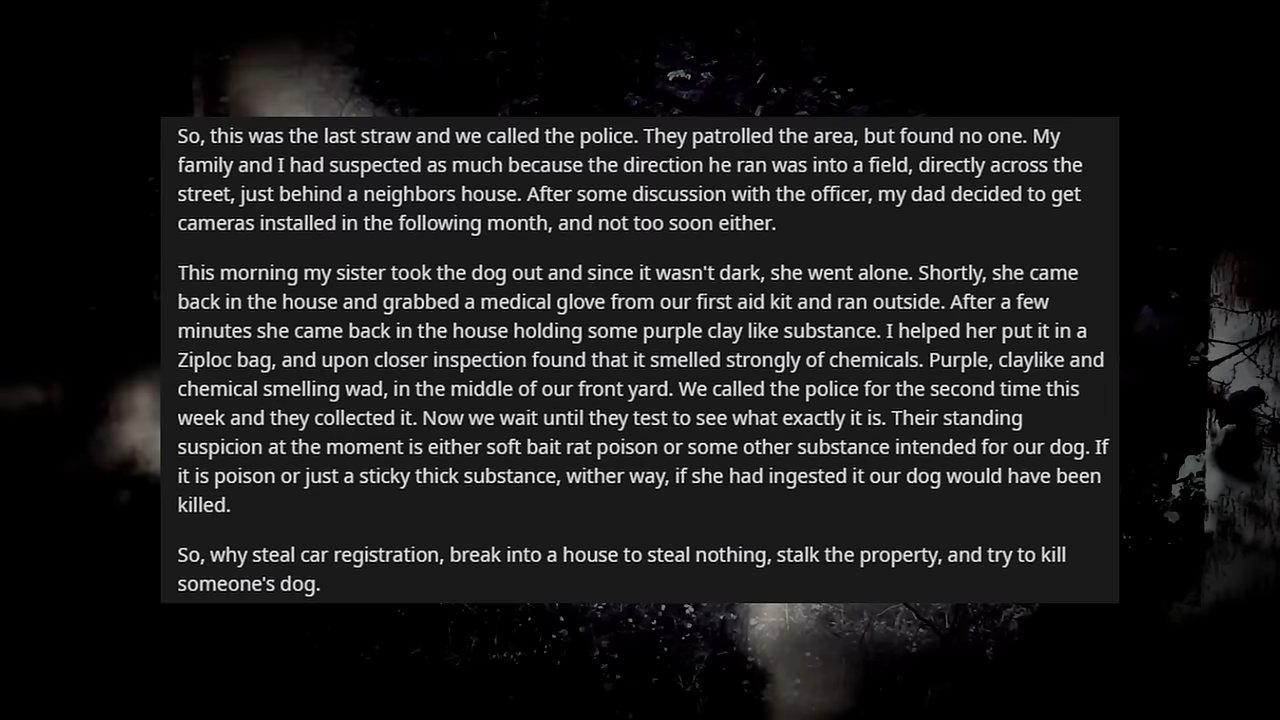 So, this was the last straw and we called the police. They patrolled the area, but found no one. My
family and I had suspected as much because the direction he ran was into a field, directly across the
street, just behind a neighbors house. After some discussion with the officer, my dad decided to get
cameras installed in the following month, and not too soon either.
This morning my sister took the dog out and since it wasn't dark, she went alone. Shortly, she came
back in the house and grabbed a medical glove from our first aid kit and ran outside. After a few
minutes she came back in the house holding some purple clay like substance. I helped her put it in a
Ziploc bag, and upon closer inspection found that it smelled strongly of chemicals. Purple, claylike and
chemical smelling wad, in the middle of our front yard. We called the police for the second time this
week and they collected it. Now we wait until they test to see what exactly it is. Their standing
suspicion at the moment is either soft bait rat poison or some other substance intended for our dog. If
it is poison or just a sticky thick substance, wither way, if she had ingested it our dog would have been
killed.
So, why steal car registration, break into a house to steal nothing, stalk the property, and try to kill
someone's dog.